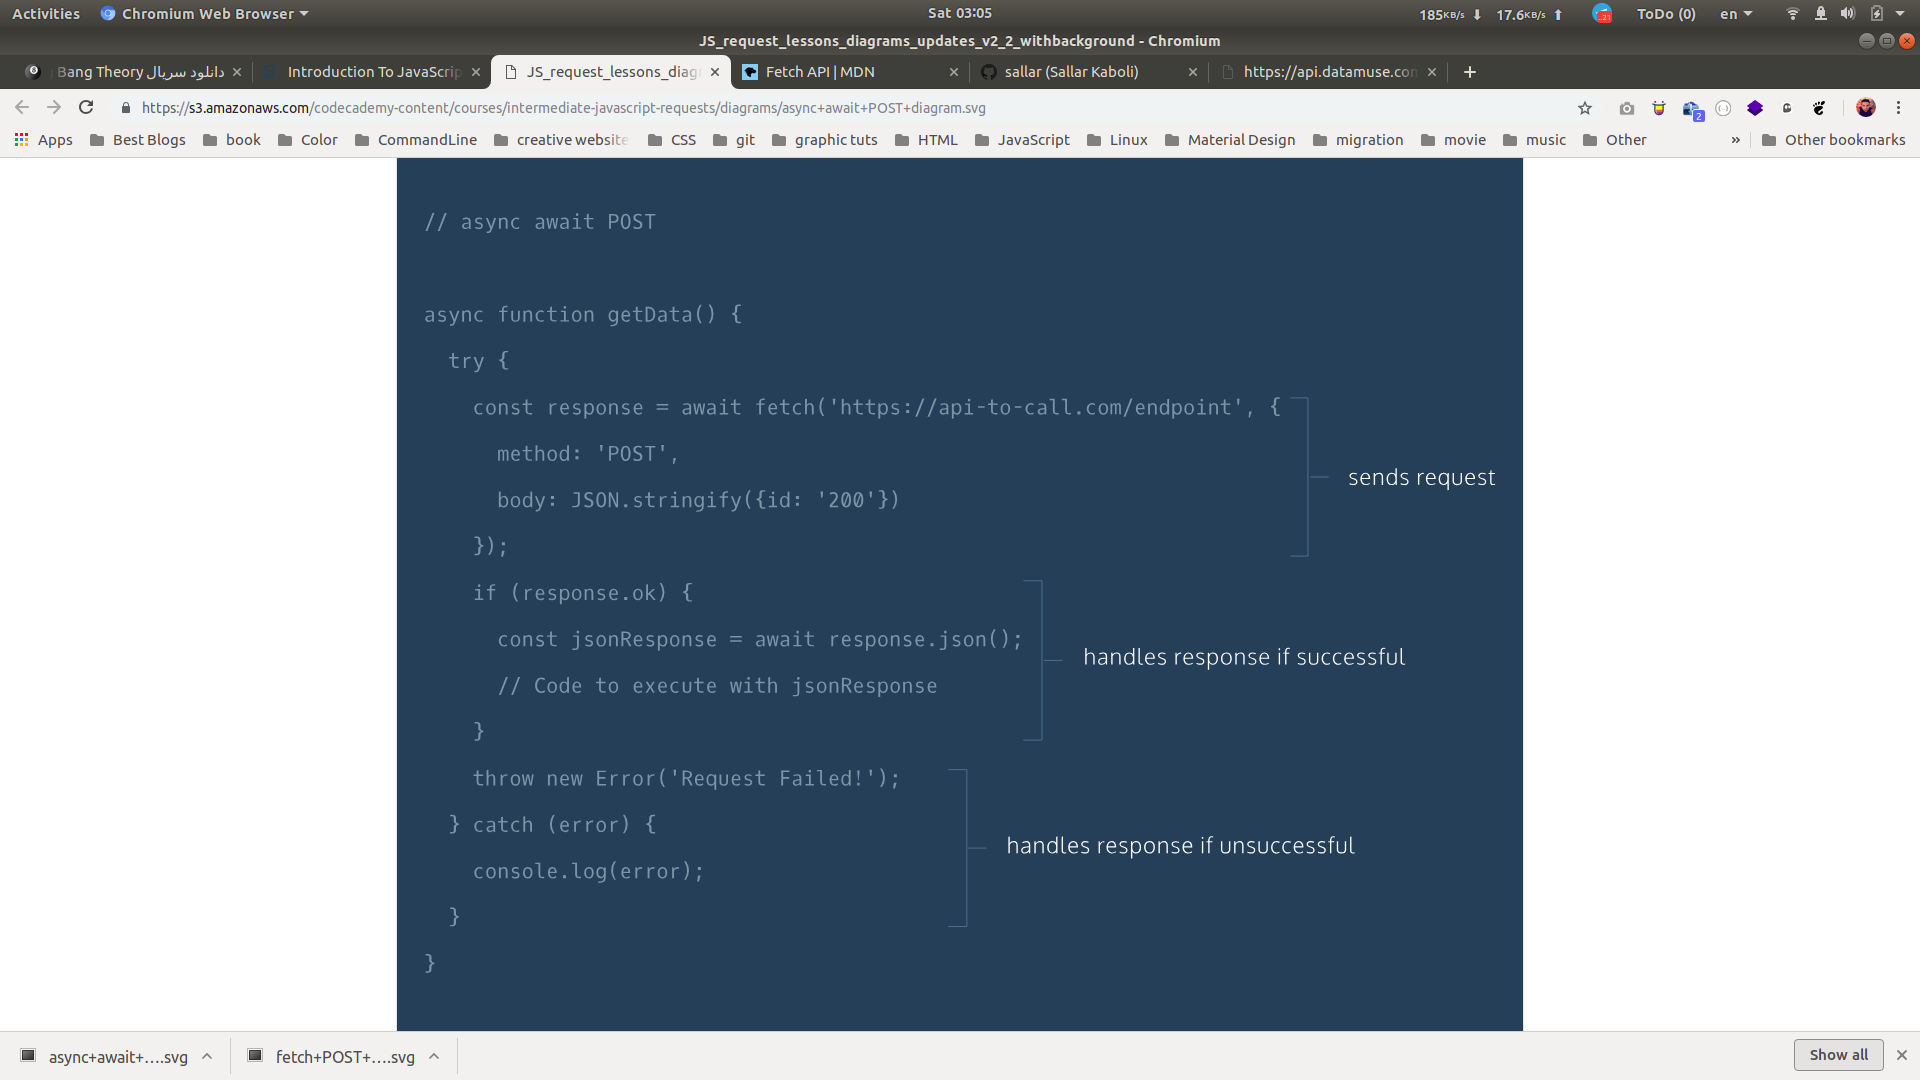 Activities
Chromium Web Browser
Sat 03:05
185KB/s
17.6KB/s
21
ToDo (0)
en
JS_request_lessons_diagrams_updates_v2_2_withbackground - Chromium
دانلود سریال Bang Theory
Introduction To JavaScrip
JS_request_lessons_diagr
Fetch API | MDN
sallar (Sallar Kaboli)
https://api.datamuse.con
https://s3.amazonaws.com/codecademy-content/courses/intermediate-javascript-requests/diagrams/async+await+POST+diagram.svg
2
Apps
Best Blogs
book
Color
CommandLine
creative website
CSS
git
graphic tuts
HTML
JavaScript
Linux
Material Design
migration
movie
music
Other
»
Other bookmarks
// async await POST
async function getData() {
try {
const response = await fetch('https://api-to-call.com/endpoint', {
method: 'POST',
body: JSON.stringify({id: '200'})
});
sends request
if (response.ok) {
const jsonResponse = await response.json();
// Code to execute with jsonResponse
}
handles response if successful
throw new Error('Request Failed!');
} catch (error) {
console.log(error);
}
handles response if unsuccessful
}
async+await+....svg
fetch+POST+....svg
Show all